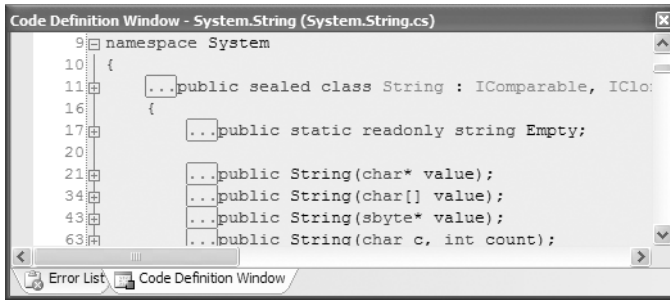 Code Definition Window - System.String (System.String.cs)
9 namespace System
10 {
11 ...public sealed class String : IComparable, IClo
16 {
17 ...public static readonly string Empty;
20
21 ...public String(char* value);
34 ...public String(char[] value);
43 ...public String(sbyte* value);
63 ...public String(char c, int count);
Error List Code Definition Window